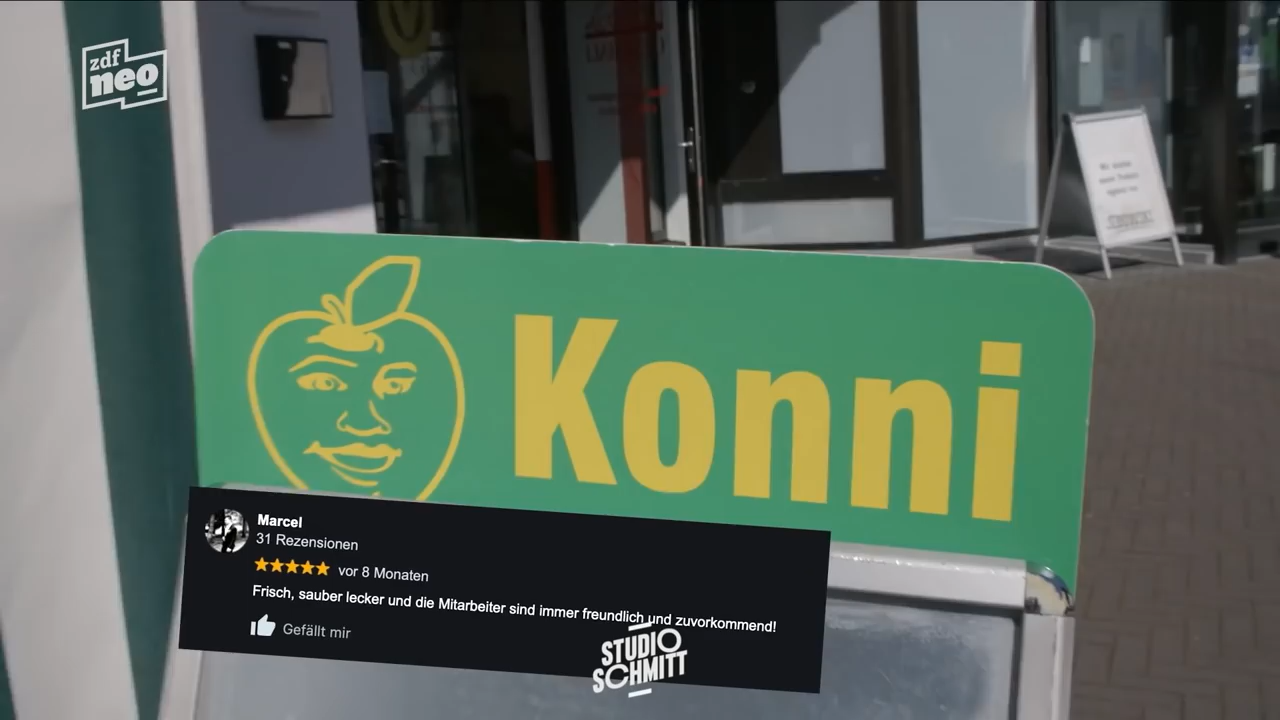 zdf
neo
Konni
Marcel
31 Rezensionen
vor 8 Monaten
Frisch, sauber lecker und die Mitarbeiter sind immer freundlich und zuvorkommend!
Gefällt mir
STUDIO
SCHMITT